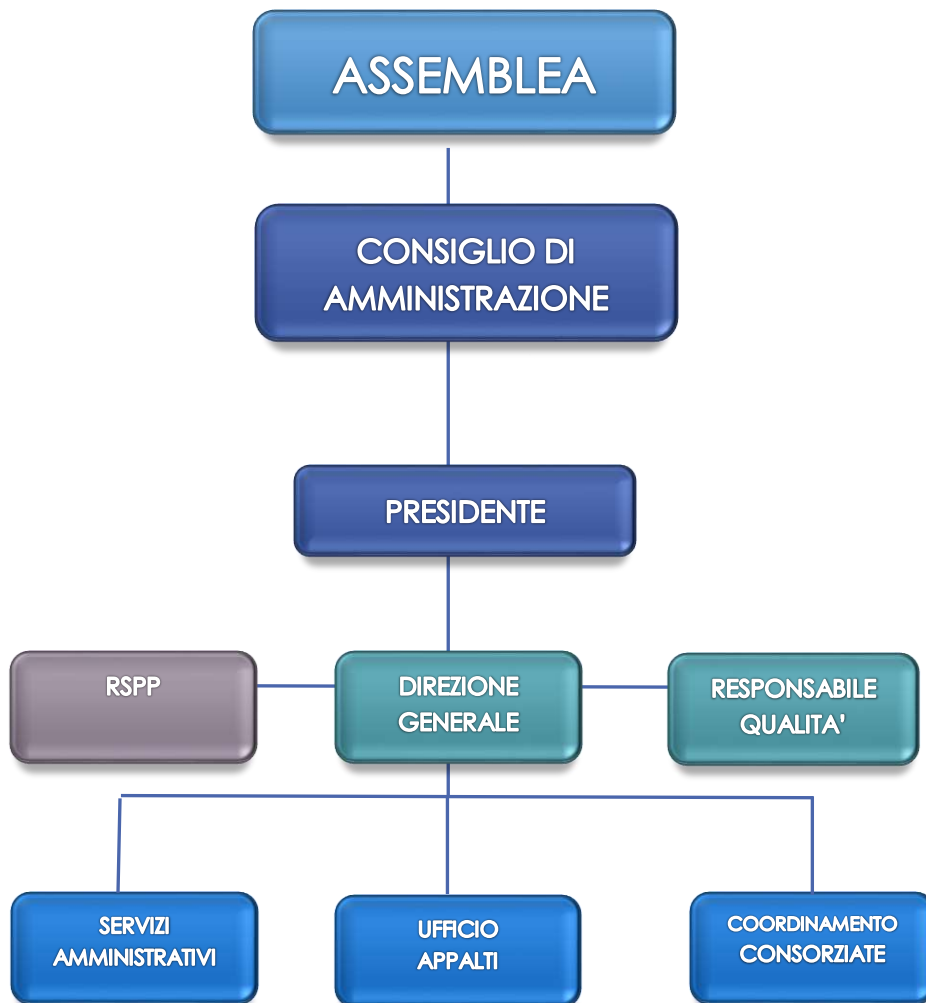 ASSEMBLEA
CONSIGLIO DI
AMMINISTRAZIONE
PRESIDENTE
RSPP
DIREZIONE
GENERALE
RESPONSABILE
QUALITA'
SERVIZI
AMMINISTRATIVI
UFFICIO
APPALTI
COORDINAMENTO
CONSORZIATE